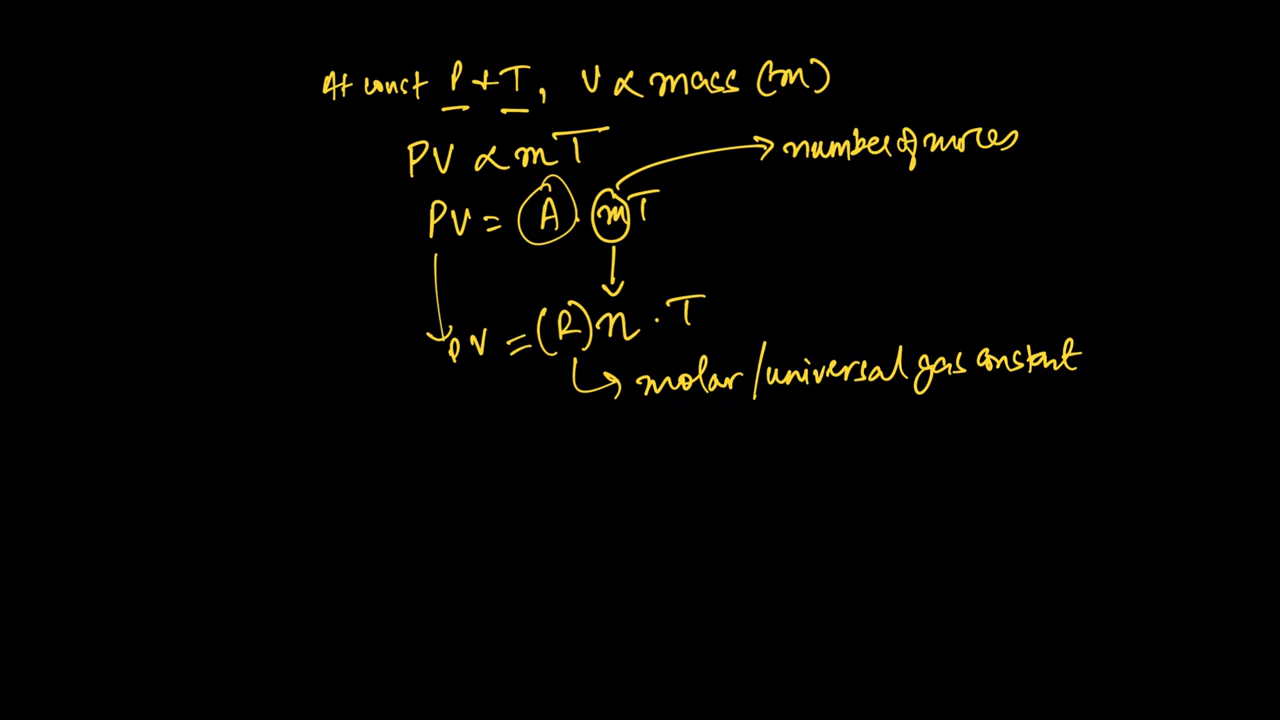 At const P + T, V ∝ mass (m)
PV ∝ mT
number of moles
PV = A · mT
PV = (R) n · T
molar / universal gas constant